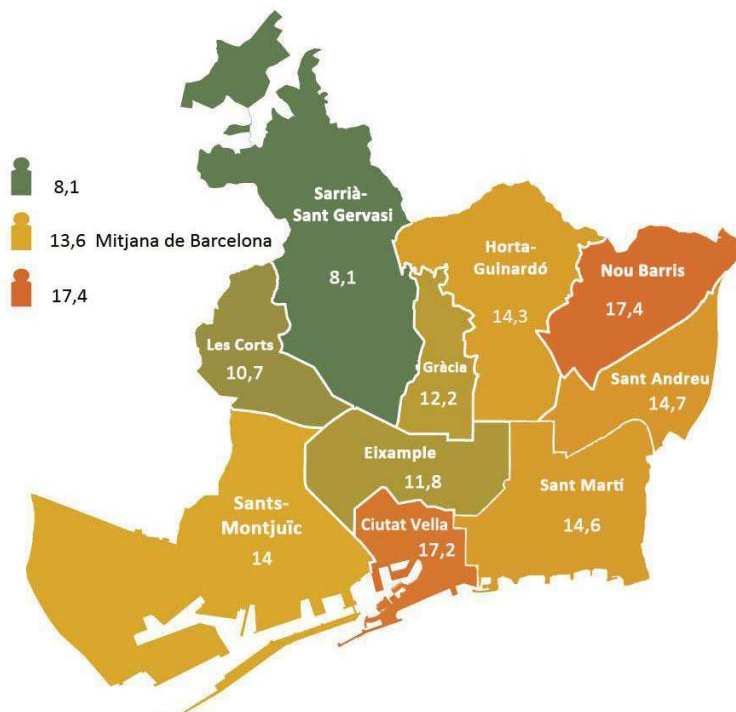 8,1
13,6 Mitjana de Barcelona
17,4
Sarrià-
Sant Gervasi
8,1
Horta-
Guinardó
14,3
Nou Barris
17,4
Les Corts
10,7
Gràcia
12,2
Sant Andreu
14,7
Eixample
11,8
Sant Martí
14,6
Sants-
Montjuïc
14
Ciutat Vella
17,2